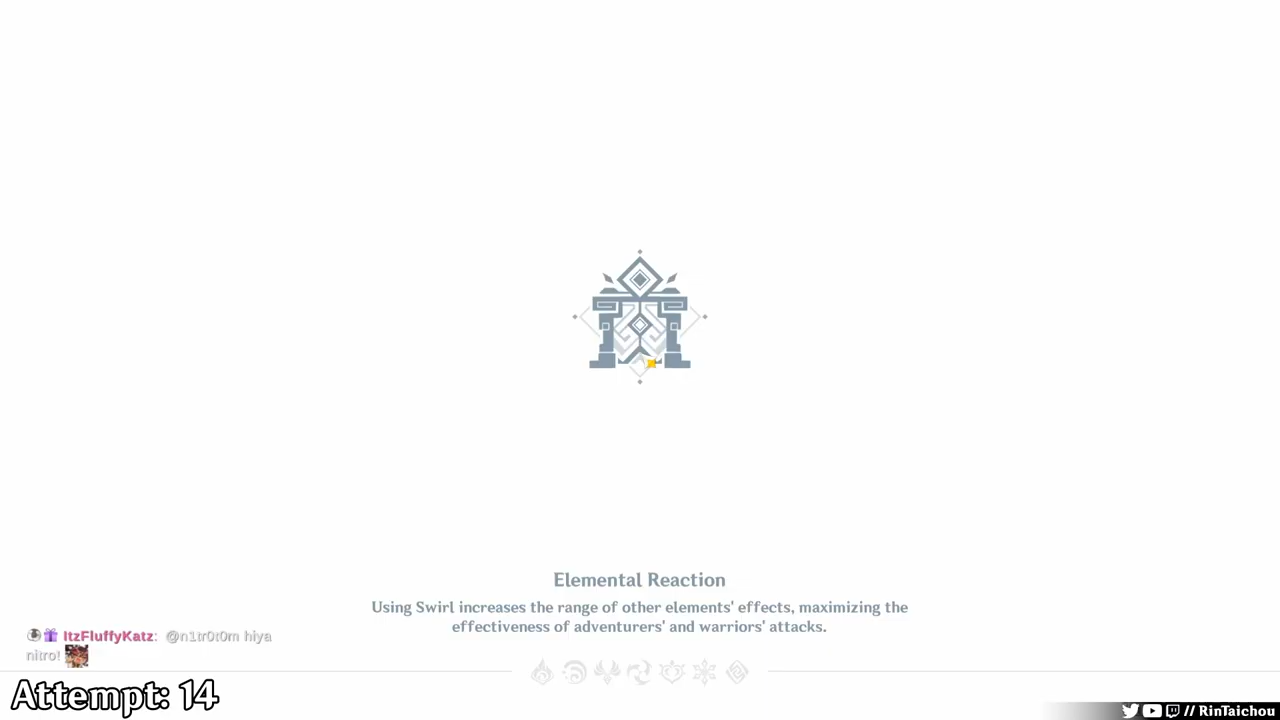 Elemental Reaction
Using Swirl increases the range of other elements' effects, maximizing the
effectiveness of adventurers' and warriors' attacks.
ItzFluffyKatz: @n1tr0t0m hiya
nitro!
Attempt: 14
// RinTaichou